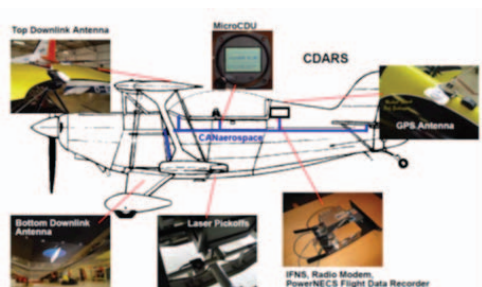 Top Downlink Antenna
MicroCDU
CDARS
GPS Antenna
CANaerospace
Bottom Downlink
Antenna
Laser Pickoffs
IFNS, Radio Modem,
PowerNECS Flight Data Recorder